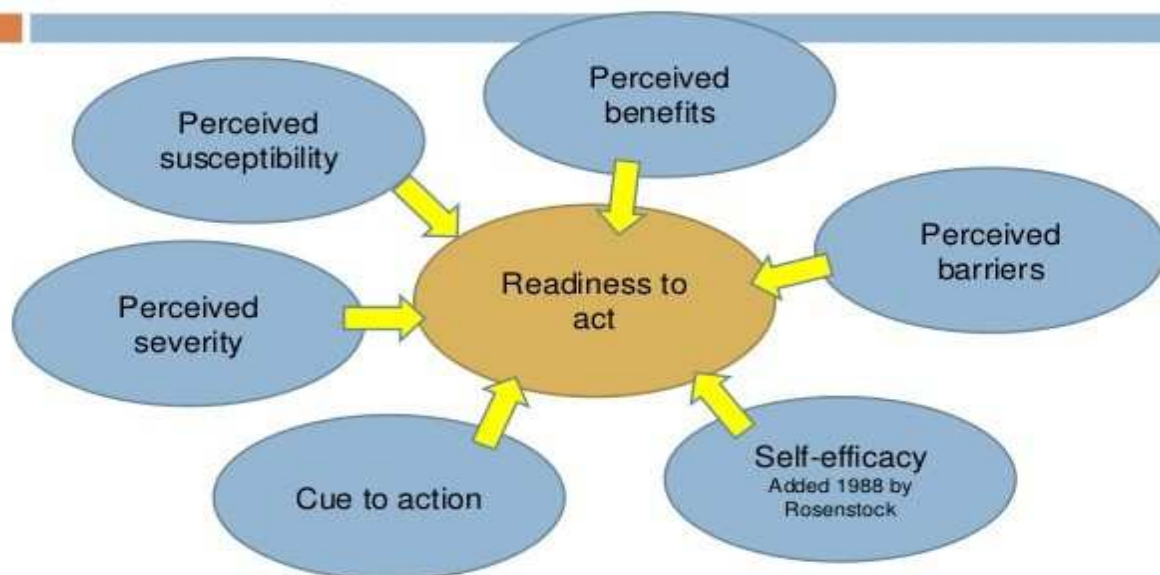 Perceived
benefits
Perceived
susceptibility
Perceived
barriers
Readiness to
act
Perceived
severity
Self-efficacy
Added 1988 by
Rosenstock
Cue to action